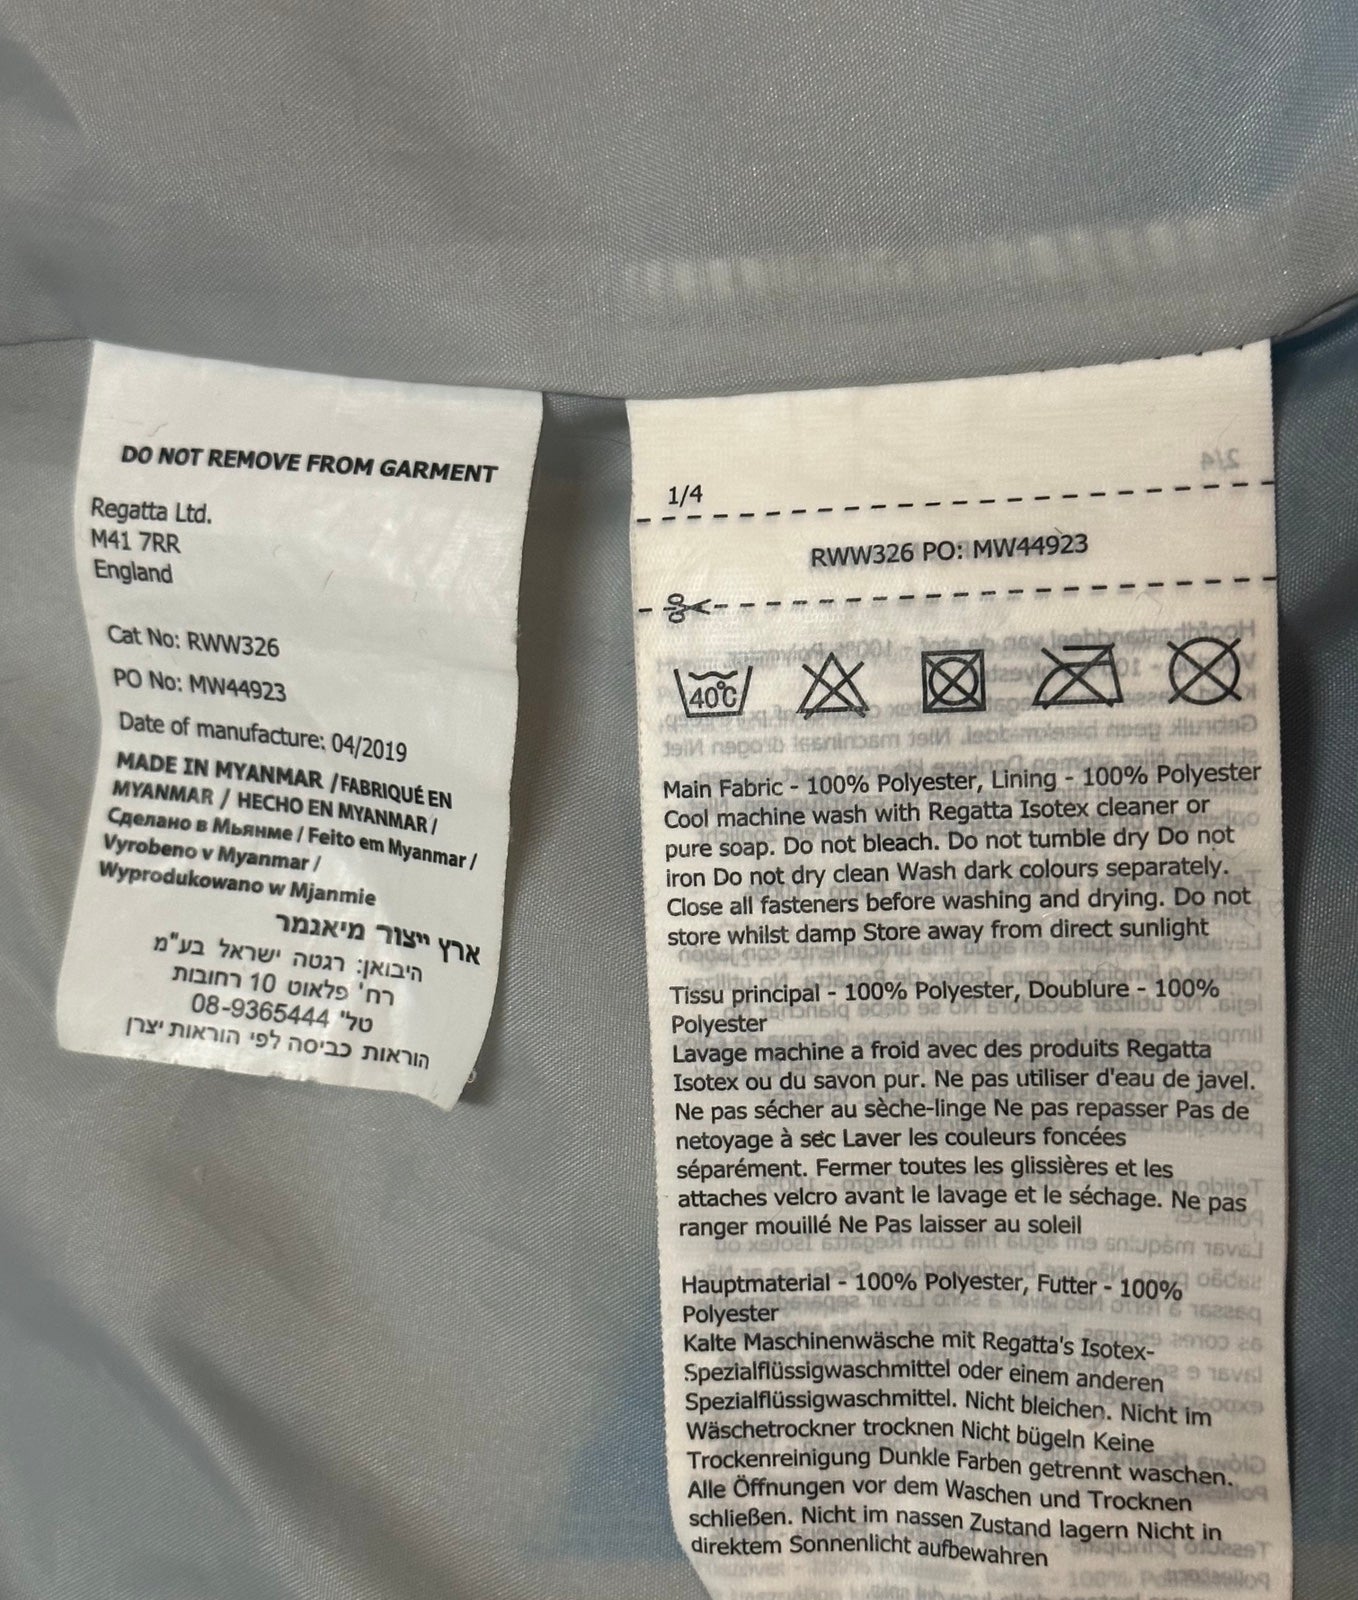 DO NOT REMOVE FROM GARMENT
Regatta Ltd.
M41 7RR
England
Cat No: RWW326
PO No: MW44923
Date of manufacture: 04/2019
MADE IN MYANMAR /FABRIQUÉ EN
MYANMAR / HECHO EN MYANMAR /
Сделано в Мьянме / Feito em Myanmar /
Vyrobeno v Myanmar /
Wyprodukowano w Mjanmie
ארץ ייצור מיאנמר
היבואן: רגטה ישראל בע"מ
רח' פלאוט 10 רחובות
טל' 08-9365444
הוראות כביסה לפי הוראות יצרן
2/4
1/4
RWW326 PO: MW44923
40°C
Main Fabric - 100% Polyester, Lining - 100% Polyester
Cool machine wash with Regatta Isotex cleaner or
pure soap. Do not bleach. Do not tumble dry Do not
iron Do not dry clean Wash dark colours separately.
Close all fasteners before washing and drying. Do not
store whilst damp Store away from direct sunlight
Tissu principal - 100% Polyester, Doublure - 100%
Polyester
Lavage machine a froid avec des produits Regatta
Isotex ou du savon pur. Ne pas utiliser d'eau de javel.
Ne pas sécher au sèche-linge Ne pas repasser Pas de
netoyage à sec Laver les couleurs foncées
séparément. Fermer toutes les glissières et les
attaches velcro avant le lavage et le séchage. Ne pas
ranger mouillé Ne Pas laisser au soleil
Hauptmaterial - 100% Polyester, Futter - 100%
Polyester
Kalte Maschinenwäsche mit Regatta's Isotex-
Spezialflüssigwaschmittel oder einem anderen
Spezialflüssigwaschmittel. Nicht bleichen. Nicht im
Wäschetrockner trocknen Nicht bügeln Keine
Trockenreinigung Dunkle Farben getrennt waschen.
Alle Öffnungen vor dem Waschen und Trocknen
schließen. Nicht im nassen Zustand lagern Nicht in
direktem Sonnenlicht aufbewahren